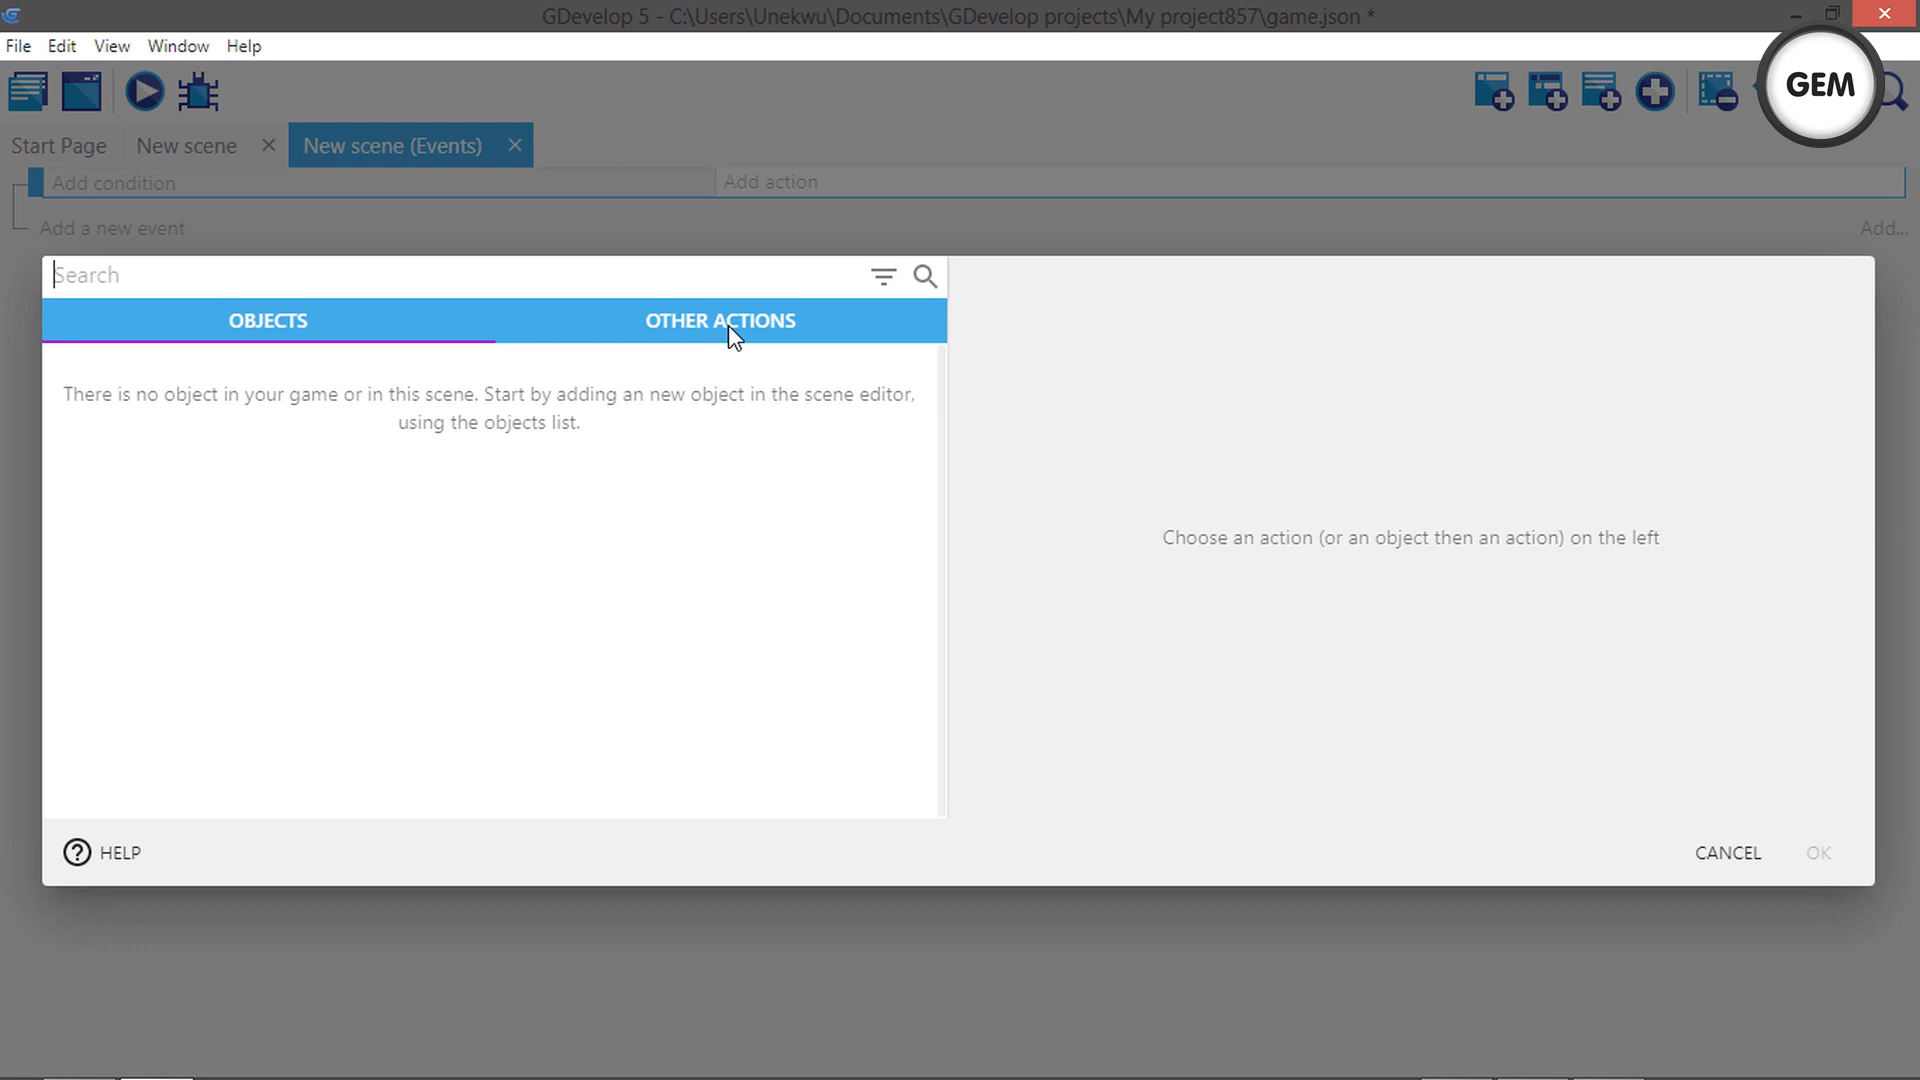 GDevelop 5 - C:\Users\Unekwu\Documents\GDevelop projects\My project857\game.json *
File Edit View Window Help
GEM
Start Page New scene New scene (Events)
Add condition Add action
Add a new event Add...
Search
OBJECTS OTHER ACTIONS
There is no object in your game or in this scene. Start by adding an new object in the scene editor,
using the objects list.
Choose an action (or an object then an action) on the left
HELP CANCEL OK